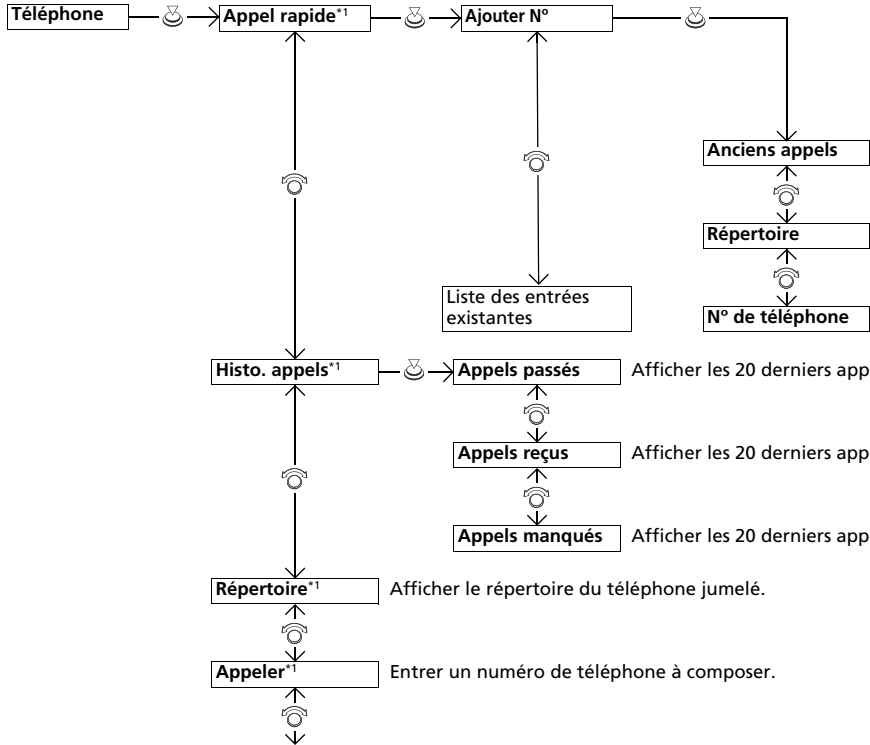 Téléphone
Appel rapide*1
Ajouter Nº
Anciens appels
Répertoire
Nº de téléphone
Liste des entrées
existantes
Histo. appels*1
Appels passés
Afficher les 20 derniers app
Appels reçus
Afficher les 20 derniers app
Appels manqués
Afficher les 20 derniers app
Répertoire*1
Afficher le répertoire du téléphone jumelé.
Appeler*1
Entrer un numéro de téléphone à composer.